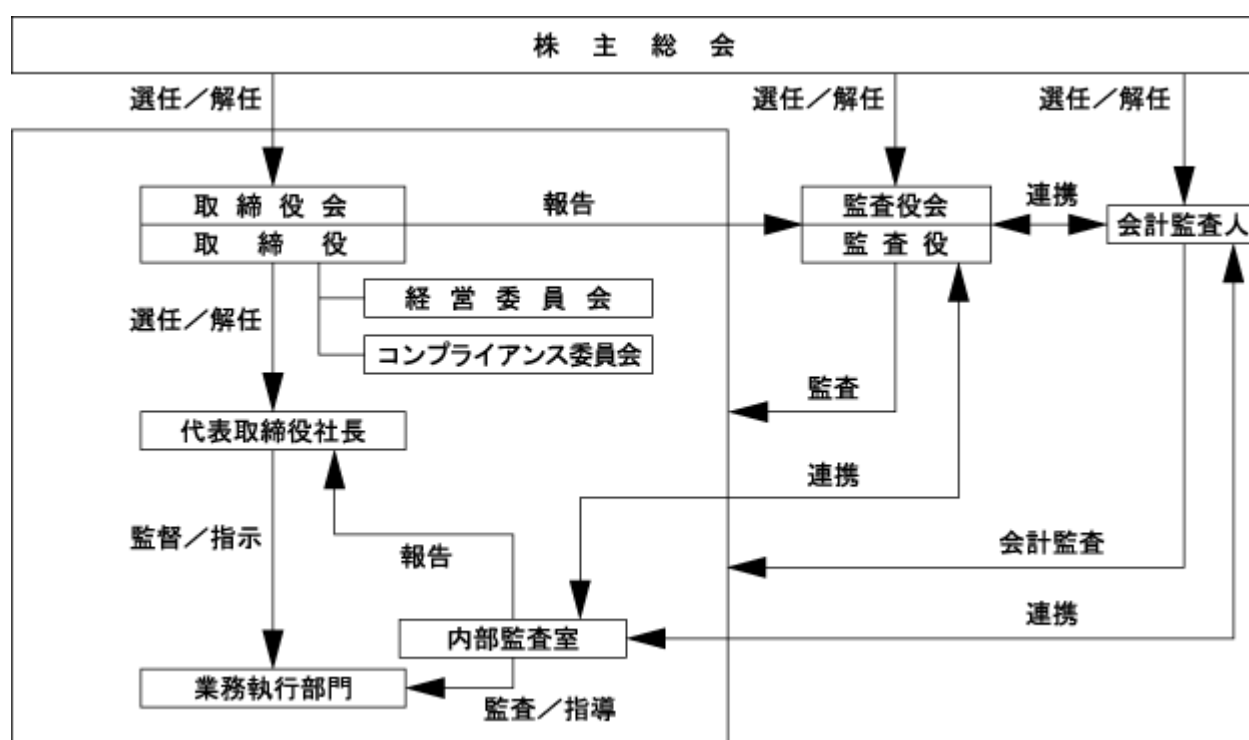 株主総会
選任／解任
選任／解任
選任／解任
取締役会
取締役
報告
監査役会
監査役
連携
会計監査人
経営委員会
コンプライアンス委員会
選任／解任
監査
代表取締役社長
連携
監督／指示
報告
会計監査
連携
内部監査室
業務執行部門
監査／指導